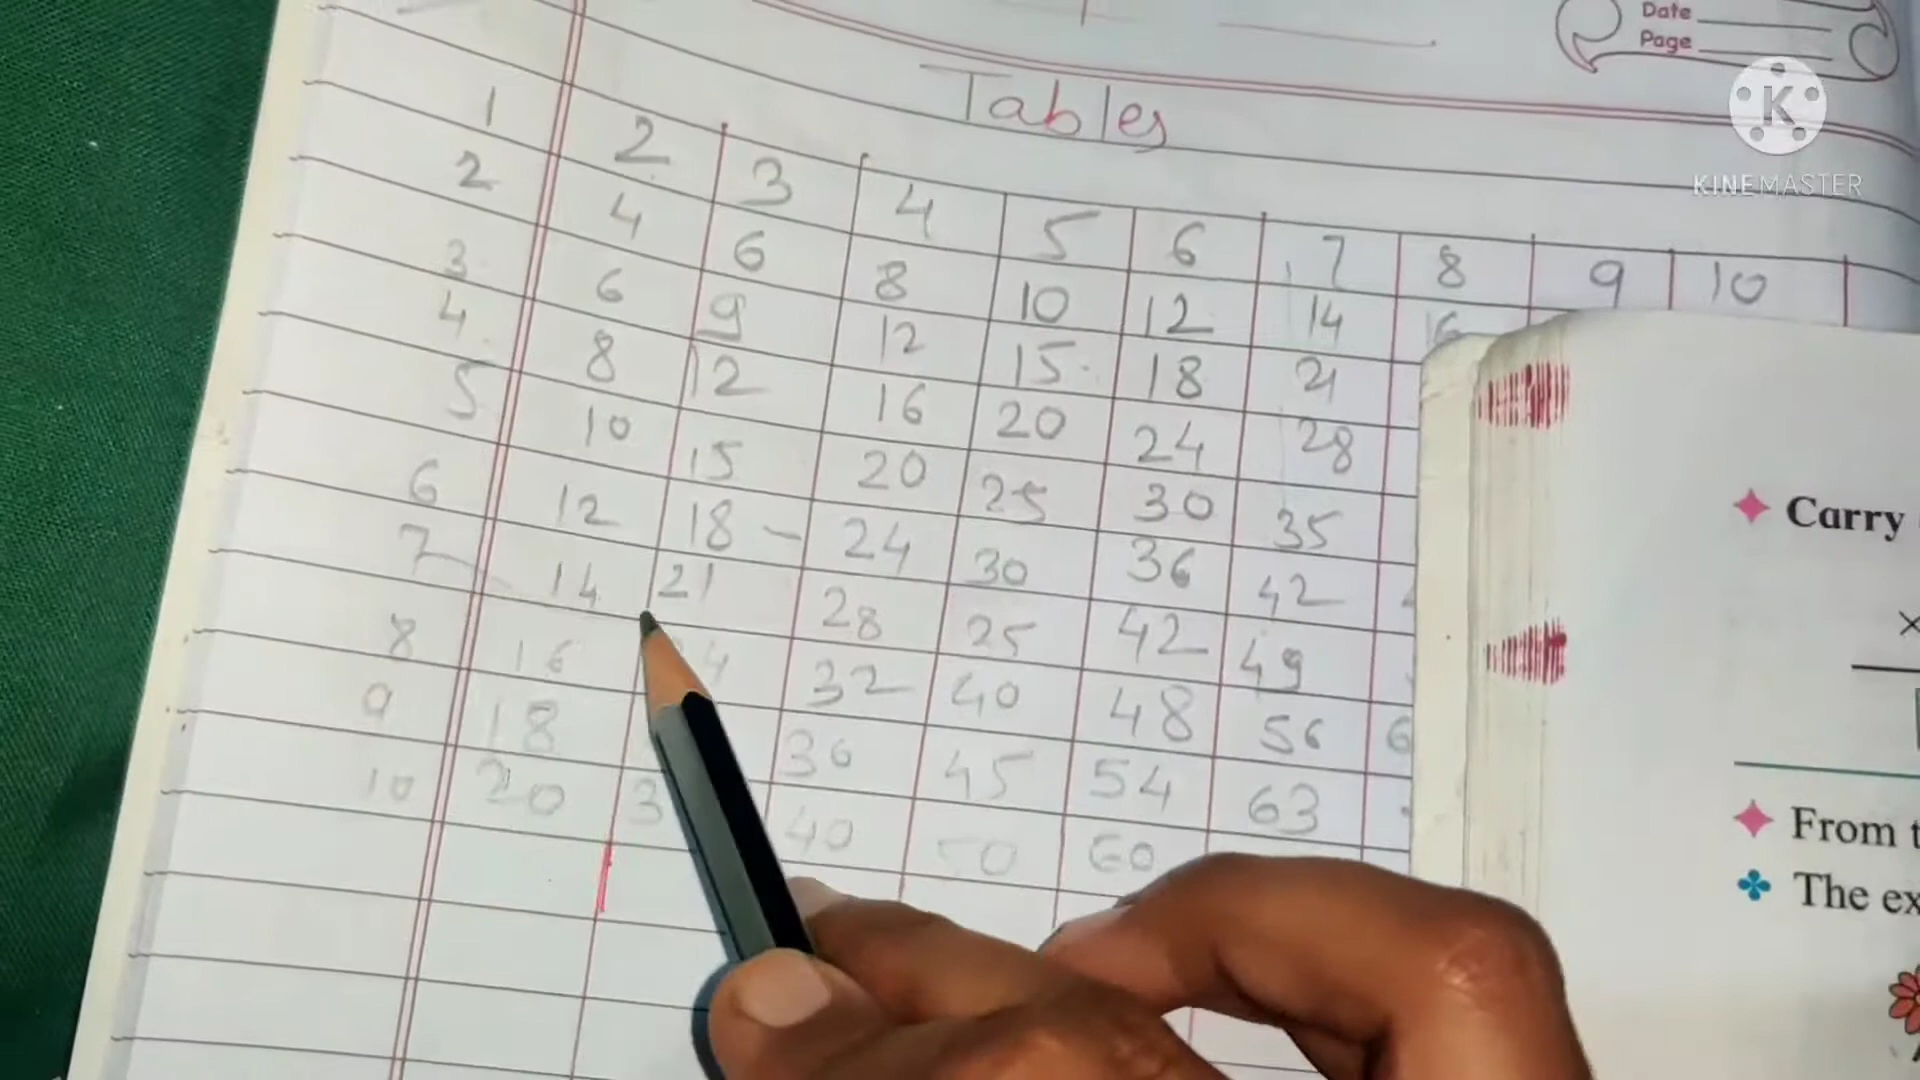 Date
Page
KINEMASTER
Tables
1 2 3 4 5 6 7 8 9 10
2 4 6 8 10 12 14 16
3 6 9 12 15 18 21
4 8 12 16 20 24 28
5 10 15 20 25 30 35
6 12 18 24 30 36 42
7 14 21 28 25 42 49
8 16 24 32 40 48 56 6
9 18 36 45 54 63
10 20 3 40 50 60
Carry
×
From t
The ex